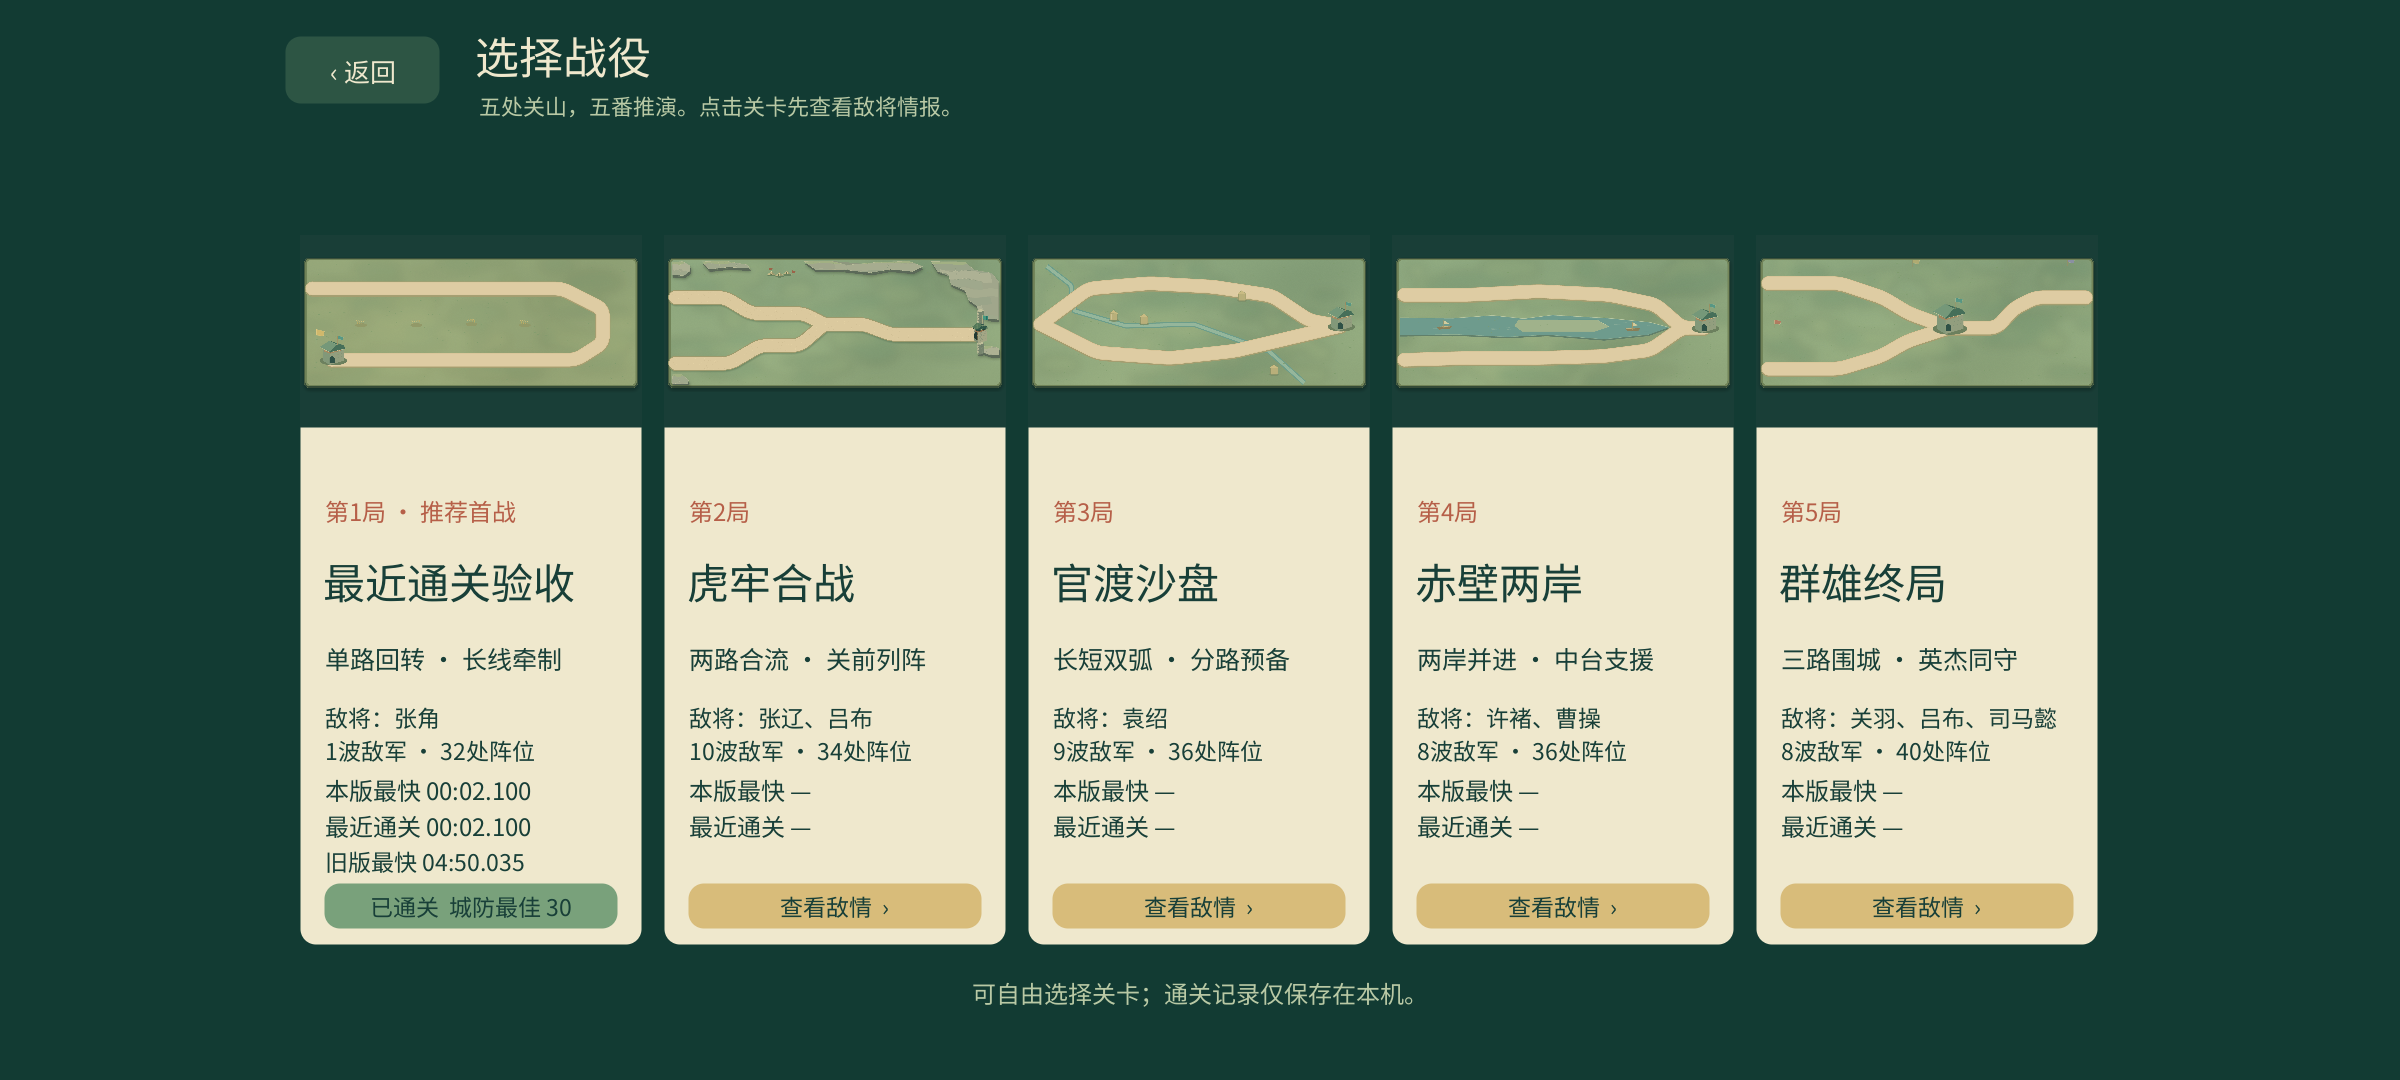 ‹ 返回
选择战役
五处关山，五番推演。点击关卡先查看敌将情报。
第1局 · 推荐首战
最近通关验收
单路回转 · 长线牵制
敌将：张角
1波敌军 · 32处阵位
本版最快 00:02.100
最近通关 00:02.100
旧版最快 04:50.035
已通关 城防最佳 30
第2局
虎牢合战
两路合流 · 关前列阵
敌将：张辽、吕布
10波敌军 · 34处阵位
本版最快 —
最近通关 —
查看敌情 ›
第3局
官渡沙盘
长短双弧 · 分路预备
敌将：袁绍
9波敌军 · 36处阵位
本版最快 —
最近通关 —
查看敌情 ›
第4局
赤壁两岸
两岸并进 · 中台支援
敌将：许褚、曹操
8波敌军 · 36处阵位
本版最快 —
最近通关 —
查看敌情 ›
第5局
群雄终局
三路围城 · 英杰同守
敌将：关羽、吕布、司马懿
8波敌军 · 40处阵位
本版最快 —
最近通关 —
查看敌情 ›
可自由选择关卡；通关记录仅保存在本机。